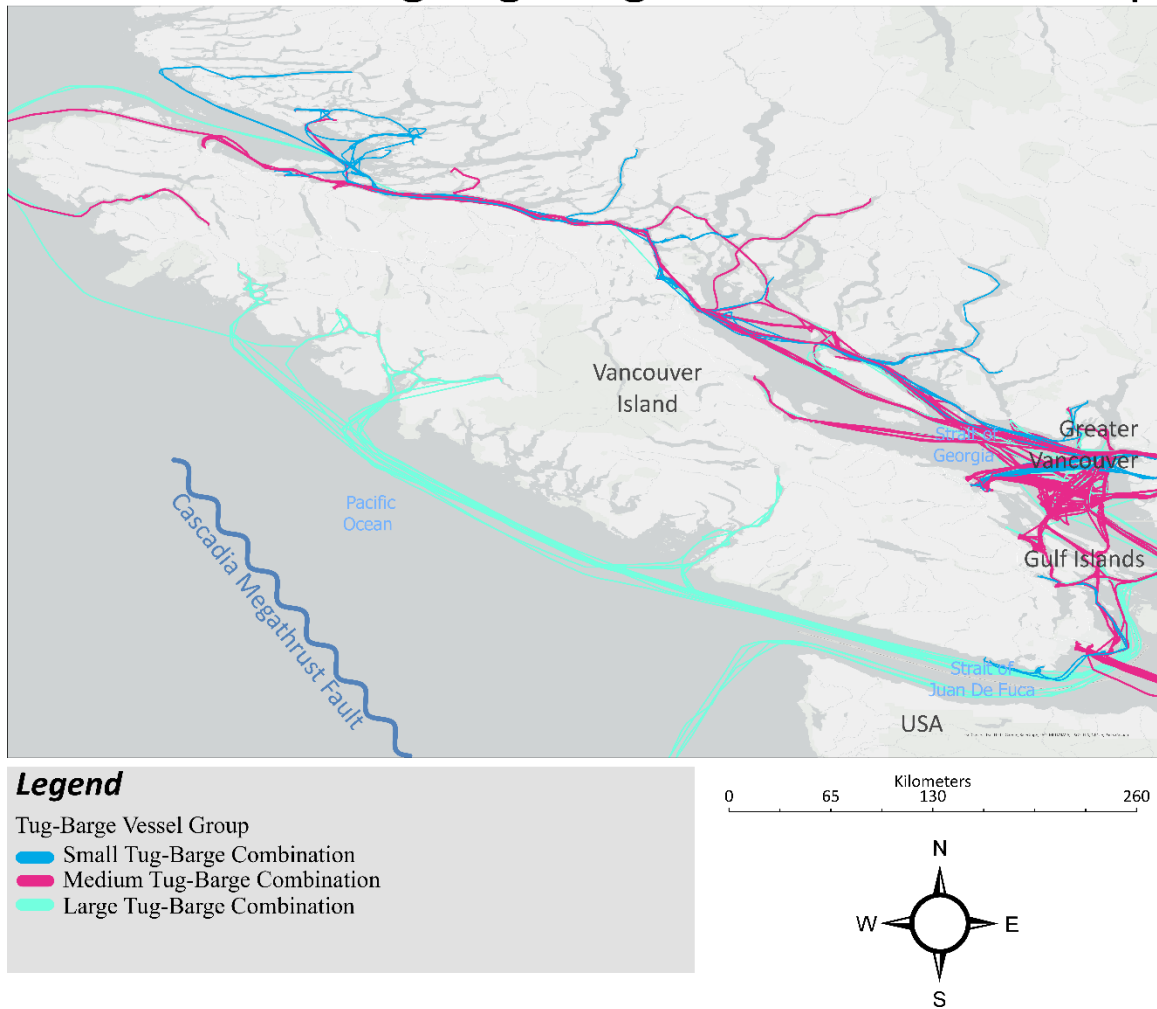 Vancouver
Island
Strait of
Georgia
Greater
Vancouver
Pacific
Ocean
Cascadia Megathrust Fault
Gulf Islands
Strait of
Juan De Fuca
USA
Legend
Tug-Barge Vessel Group
Small Tug-Barge Combination
Medium Tug-Barge Combination
Large Tug-Barge Combination
Kilometers
0 65 130 260
N
W E
S